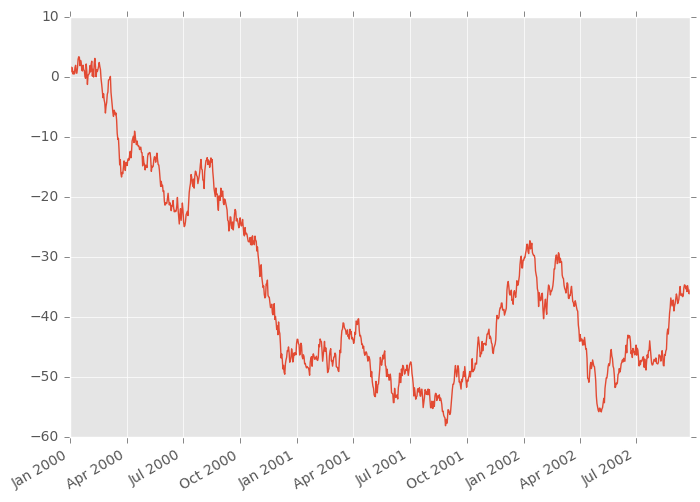 10
0
−10
−20
−30
−40
−50
−60
Jan 2000
Apr 2000
Jul 2000
Oct 2000
Jan 2001
Apr 2001
Jul 2001
Oct 2001
Jan 2002
Apr 2002
Jul 2002